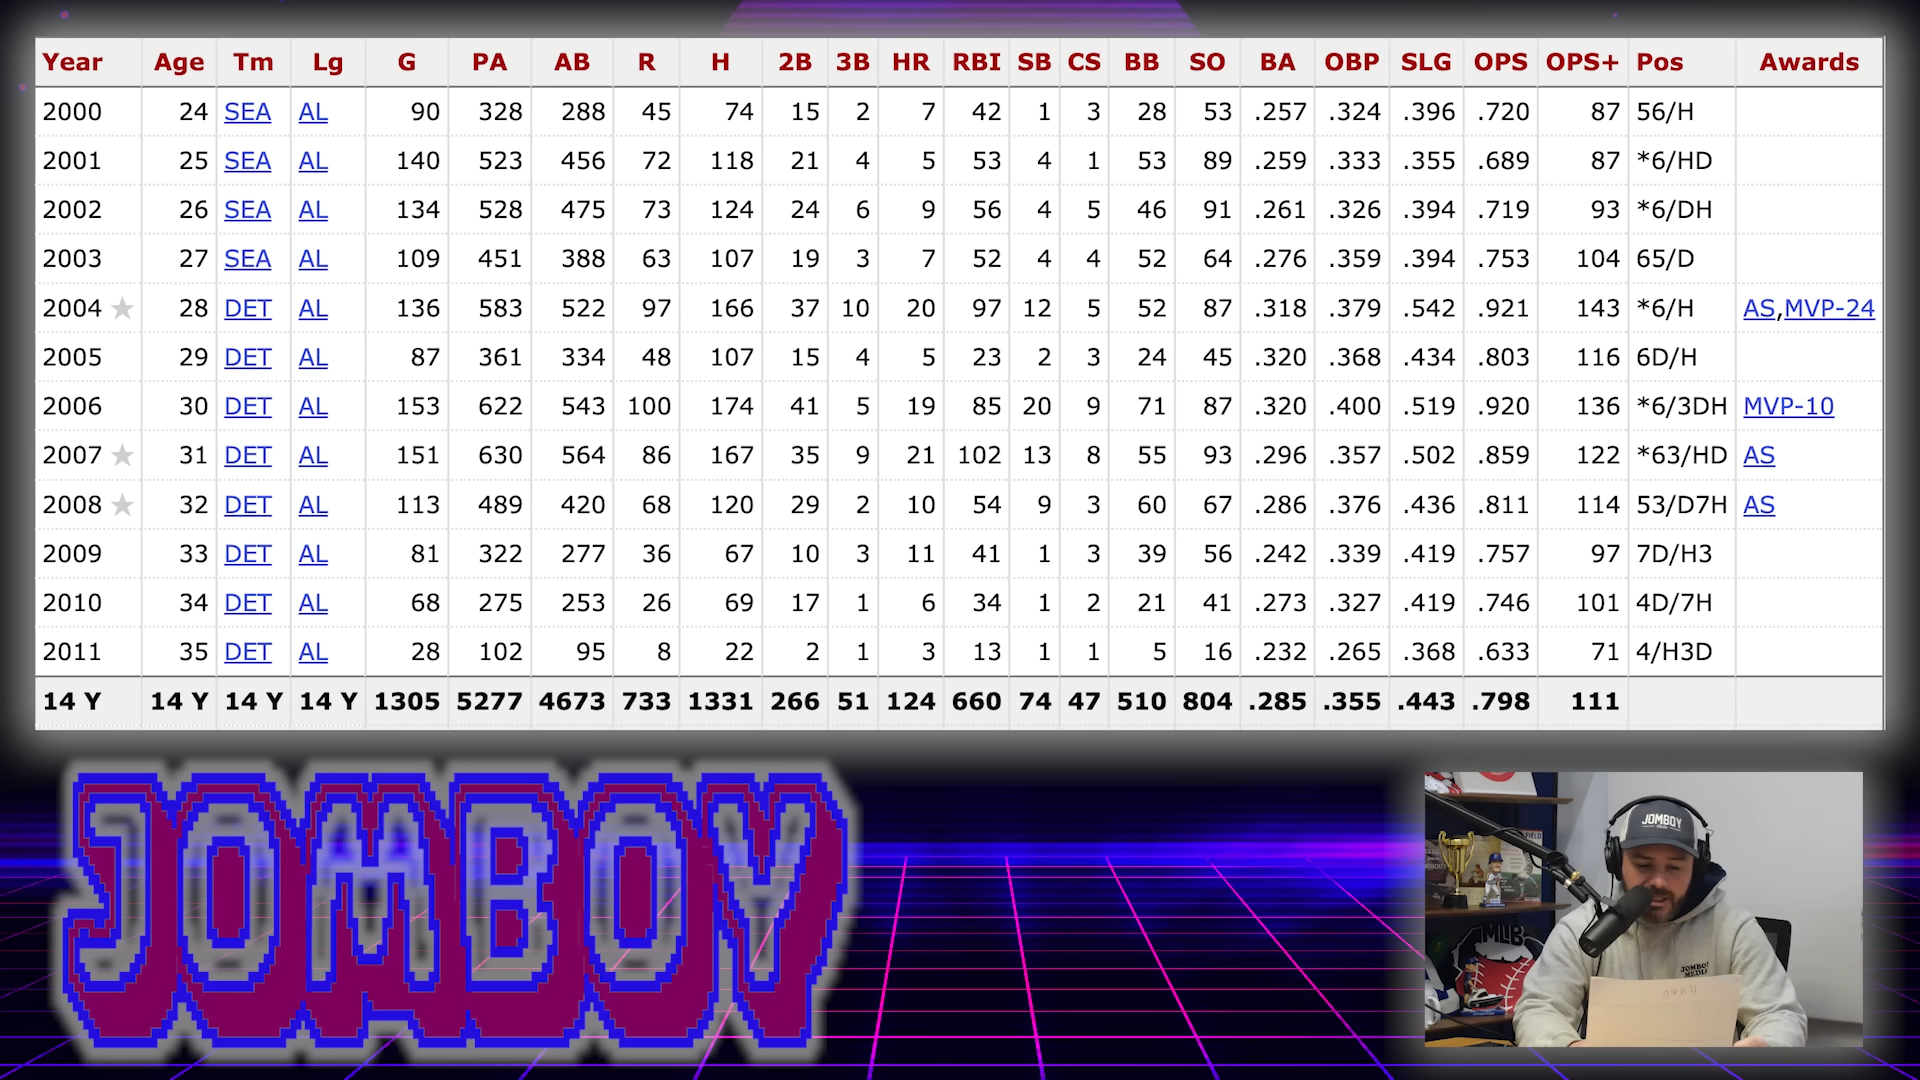 Year Age Tm Lg G PA AB R H 2B 3B HR RBI SB CS BB SO BA OBP SLG OPS OPS+ Pos Awards
2000 24 SEA AL 90 328 288 45 74 15 2 7 42 1 3 28 53 .257 .324 .396 .720 87 56/H
2001 25 SEA AL 140 523 456 72 118 21 4 5 53 4 1 53 89 .259 .333 .355 .689 87 *6/HD
2002 26 SEA AL 134 528 475 73 124 24 6 9 56 4 5 46 91 .261 .326 .394 .719 93 *6/DH
2003 27 SEA AL 109 451 388 63 107 19 3 7 52 4 4 52 64 .276 .359 .394 .753 104 65/D
2004 ★ 28 DET AL 136 583 522 97 166 37 10 20 97 12 5 52 87 .318 .379 .542 .921 143 *6/H AS,MVP-24
2005 29 DET AL 87 361 334 48 107 15 4 5 23 2 3 24 45 .320 .368 .434 .803 116 6D/H
2006 30 DET AL 153 622 543 100 174 41 5 19 85 20 9 71 87 .320 .400 .519 .920 136 *6/3DH MVP-10
2007 ★ 31 DET AL 151 630 564 86 167 35 9 21 102 13 8 55 93 .296 .357 .502 .859 122 *63/HD AS
2008 ★ 32 DET AL 113 489 420 68 120 29 2 10 54 9 3 60 67 .286 .376 .436 .811 114 53/D7H AS
2009 33 DET AL 81 322 277 36 67 10 3 11 41 1 3 39 56 .242 .339 .419 .757 97 7D/H3
2010 34 DET AL 68 275 253 26 69 17 1 6 34 1 2 21 41 .273 .327 .419 .746 101 4D/7H
2011 35 DET AL 28 102 95 8 22 2 1 3 13 1 1 5 16 .232 .265 .368 .633 71 4/H3D
14 Y 14 Y 14 Y 14 Y 1305 5277 4673 733 1331 266 51 124 660 74 47 510 804 .285 .355 .443 .798 111
JOMBOY
JOMBOY
MLB
JOMBOY
MEDIA
HARD